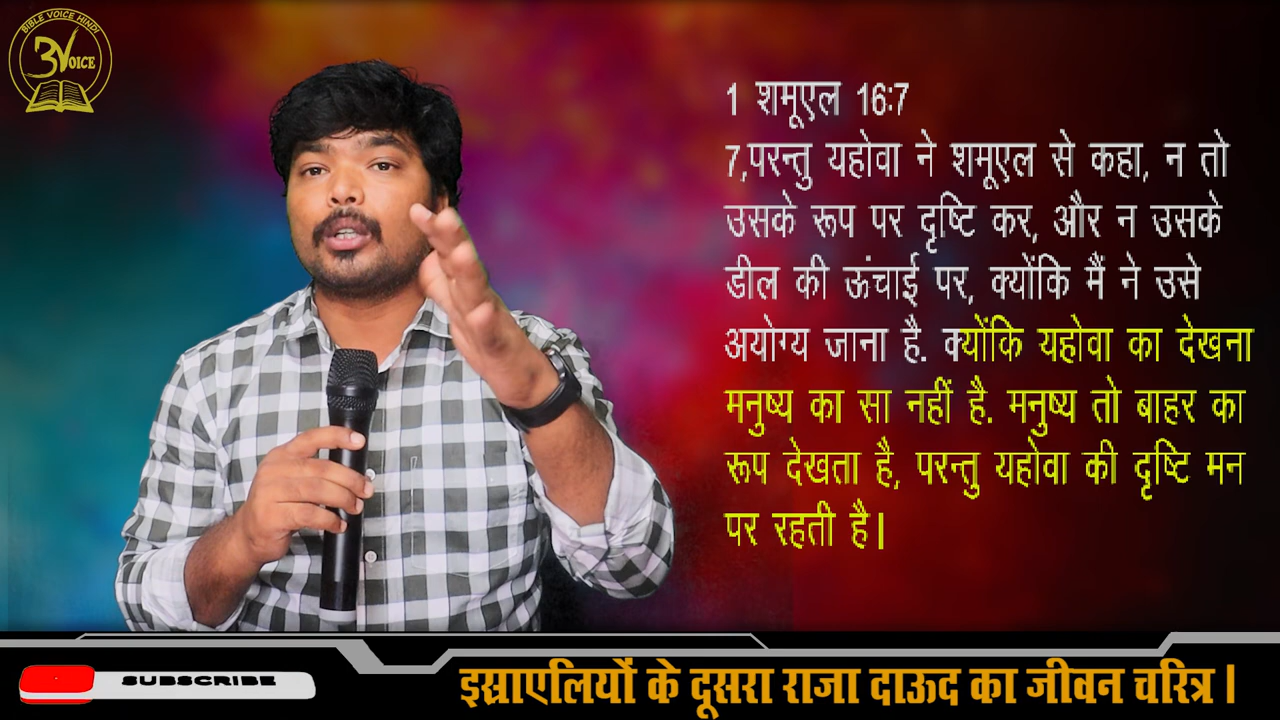 BIBLE VOICE HINDI
3VOICE
1 शमूएल 16:7
7,परन्तु यहोवा ने शमूएल से कहा, न तो
उसके रूप पर दृष्टि कर, और न उसके
डील की ऊंचाई पर, क्योंकि मैं ने उसे
अयोग्य जाना है. क्योंकि यहोवा का देखना
मनुष्य का सा नहीं है. मनुष्य तो बाहर का
रूप देखता है, परन्तु यहोवा की दृष्टि मन
पर रहती है|
SUBSCRIBE
इस्राएलियों के दूसरा राजा दाऊद का जीवन चरित्र |